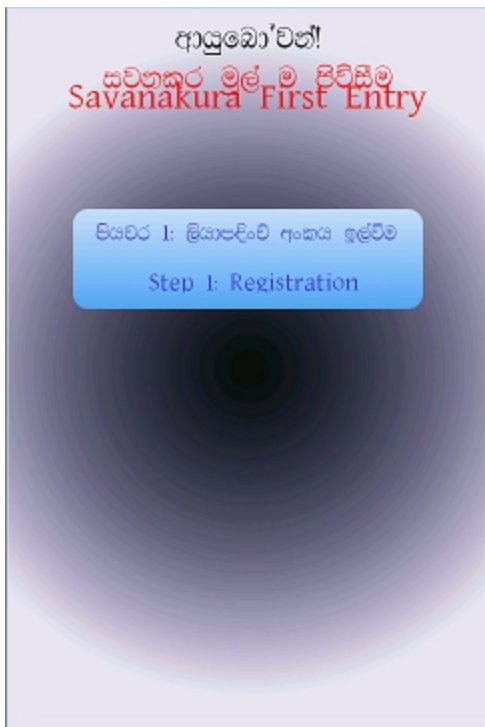 ආයුබෝවන්!
සවනකුර මුල් ම පිවිසීම
Savanakura First Entry
පියවර 1: ලියාපදිංචි අංකය ඉල්වීම
Step 1: Registration